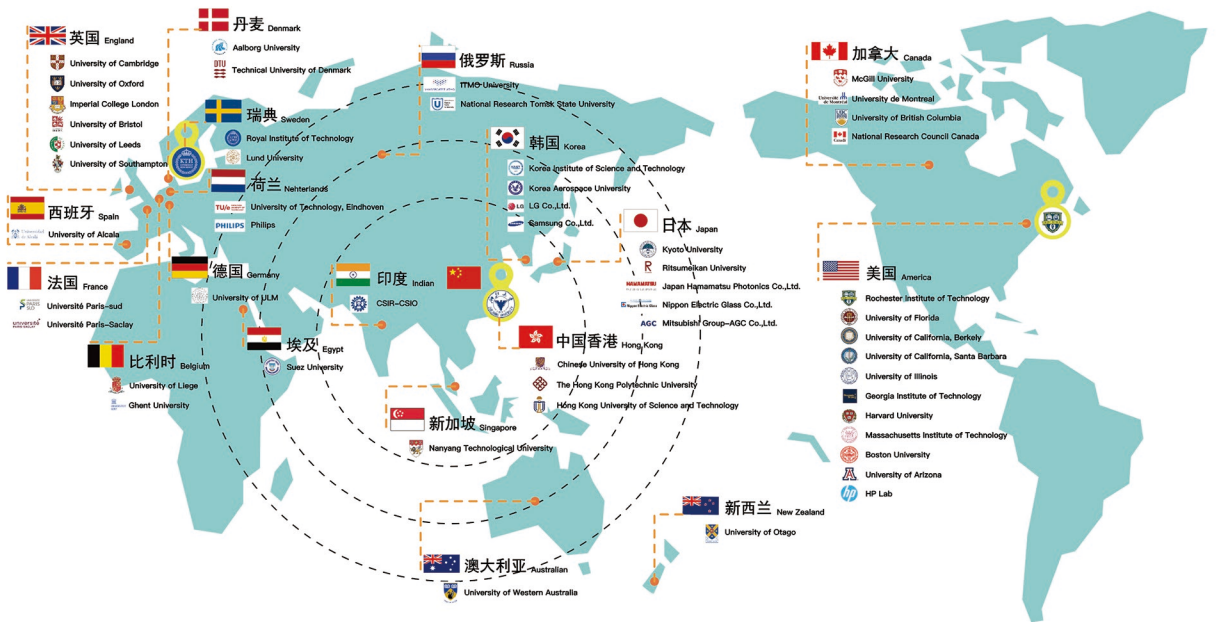 英国 England
University of Cambridge
University of Oxford
Imperial College London
University of Bristol
University of Leeds
University of Southampton
丹麦 Denmark
Aalborg University
DTU
Technical University of Denmark
瑞典 Sweden
Royal Institute of Technology
Lund University
KTH
荷兰 Nehterlands
TU/e
University of Technology, Eindhoven
PHILIPS Philips
西班牙 Spain
University of Alcala
法国 France
Université Paris-sud
Université Paris-Saclay
德国 Germany
University of ULM
比利时 Belgium
University of Liege
Ghent University
埃及 Egypt
Suez University
俄罗斯 Russia
ITMO University
National Research Tomsk State University
韩国 Korea
Korea Institute of Science and Technology
Korea Aerospace University
LG LG Co.,Ltd.
Samsung Co.,Ltd.
日本 Japan
Kyoto University
R Ritsumeikan University
HAMAMATSU Japan Hamamatsu Photonics Co.,Ltd.
Nippon Electric Glass Co.,Ltd.
AGC Mitsubishi Group-AGC Co.,Ltd.
印度 Indian
CSIR-CSIO
中国香港 Hong Kong
Chinese University of Hong Kong
The Hong Kong Polytechnic University
Hong Kong University of Science and Technology
新加坡 Singapore
Nanyang Technological University
澳大利亚 Australian
University of Western Australia
新西兰 New Zealand
University of Otago
加拿大 Canada
McGill University
Université de Montréal
University de Montreal
University of British Columbia
National Research Council Canada
美国 America
Rochester Institute of Technology
University of Florida
University of California, Berkely
University of California, Santa Barbara
University of Illinois
Georgia Institute of Technology
Harvard University
Massachusetts Institute of Technology
Boston University
A University of Arizona
hp HP Lab